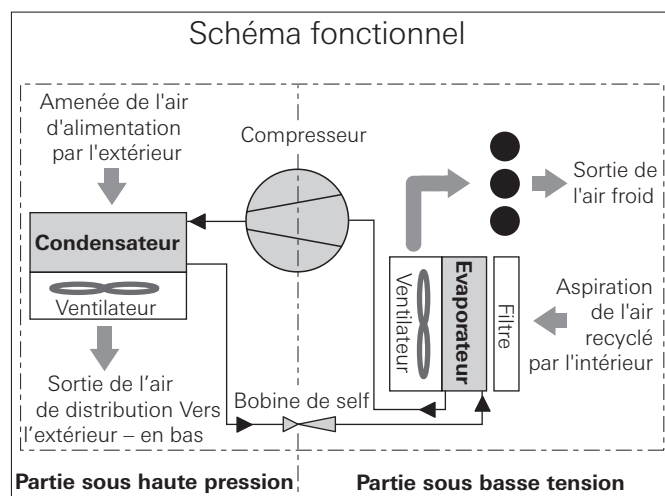 Schéma fonctionnel
Amenée de l'air
d'alimentation
par l'extérieur
Compresseur
Sortie de
l'air froid
Condensateur
Ventilateur
Ventilateur
Evaporateur
Filtre
Aspiration
de l'air
recyclé
par l'intérieur
Sortie de l'air
de distribution Vers
l'extérieur – en bas
Bobine de self
Partie sous haute pression
Partie sous basse tension